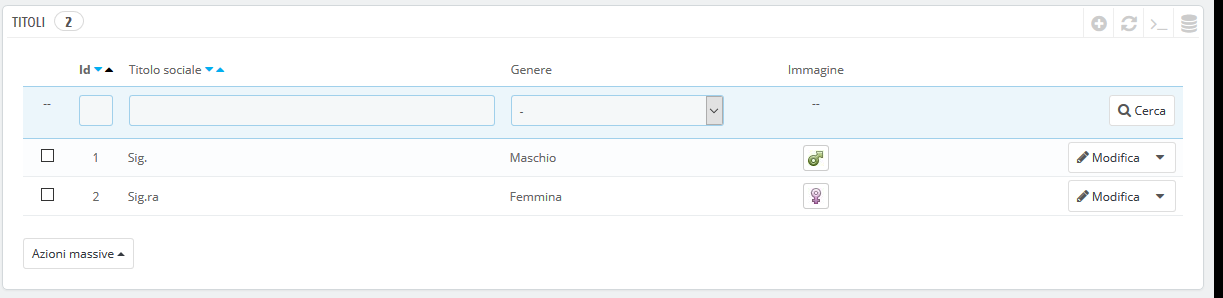 TITOLI 2
Id Titolo sociale Genere Immagine
-- - -- Cerca
1 Sig. Maschio Modifica
2 Sig.ra Femmina Modifica
Azioni massive